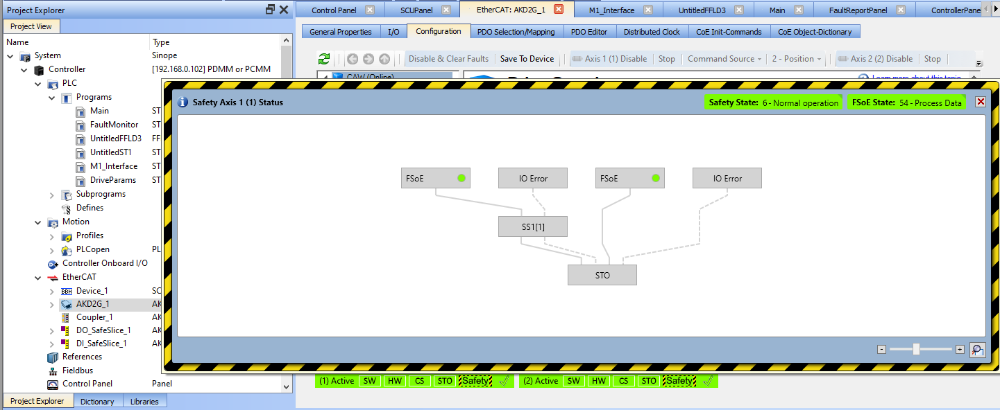 Project Explorer
Project View
Name Type
System Sinope
Controller [192.168.0.102] PDMM or PCMM
PLC
Programs
Main ST
FaultMonitor ST
UntitledFFLD3 FF
UntitledST1 ST
M1_Interface ST
DriveParams ST
Subprograms
Defines
Motion
Profiles
PLCopen PL
Controller Onboard I/O
EtherCAT
BBH Device_1 SC
AKD2G_1 AK
Coupler_1 AK
DO_SafeSlice_1 AK
DI_SafeSlice_1 AK
References
Fieldbus
Control Panel Panel
Project Explorer Dictionary Libraries
Control Panel SCUPanel EtherCAT: AKD2G_1 M1_Interface UntitledFFLD3 Main FaultReportPanel ControllerPane
General Properties I/O Configuration PDO Selection/Mapping PDO Editor Distributed Clock CoE Init-Commands CoE Object-Dictionary
Disable & Clear Faults Save To Device Axis 1 (1) Disable Stop Command Source 2 - Position Axis 2 (2) Disable Stop
CAW (Online) Learn more about this topic
Safety Axis 1 (1) Status Safety State: 6 - Normal operation FSoE State: 54 - Process Data
FSoE IO Error FSoE IO Error
SS1[1]
STO
- +
(1) Active SW HW CS STO Safety (2) Active SW HW CS STO Safety